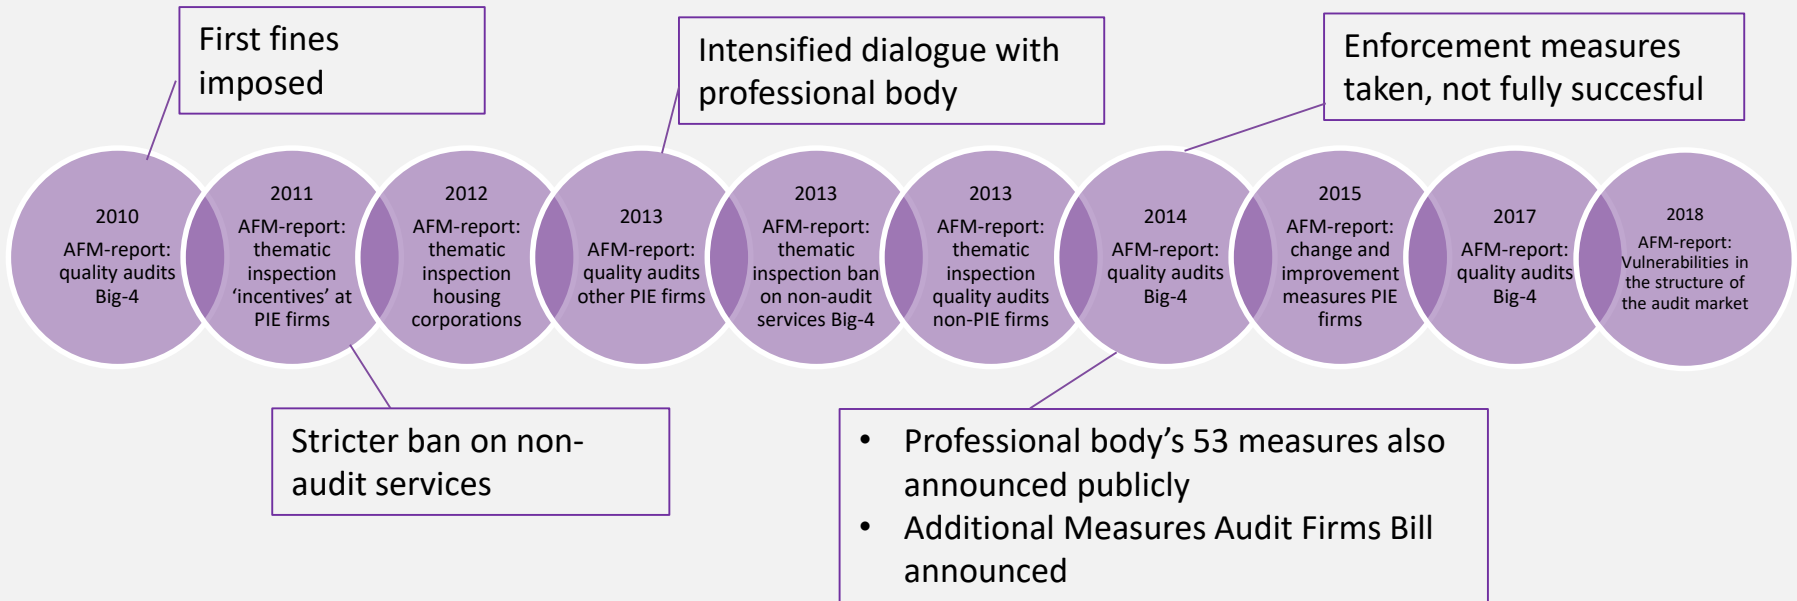 First fines
imposed
Intensified dialogue with
professional body
Enforcement measures
taken, not fully succesful
2010
AFM-report:
quality audits
Big-4
2011
AFM-report:
thematic
inspection
‘incentives’ at
PIE firms
2012
AFM-report:
thematic
inspection
housing
corporations
2013
AFM-report:
quality audits
other PIE firms
2013
AFM-report:
thematic
inspection ban
on non-audit
services Big-4
2013
AFM-report:
thematic
inspection
quality audits
non-PIE firms
2014
AFM-report:
quality audits
Big-4
2015
AFM-report:
change and
improvement
measures PIE
firms
2017
AFM-report:
quality audits
Big-4
2018
AFM-report:
Vulnerabilities in
the structure of
the audit market
Stricter ban on non-
audit services
• Professional body’s 53 measures also
announced publicly
• Additional Measures Audit Firms Bill
announced